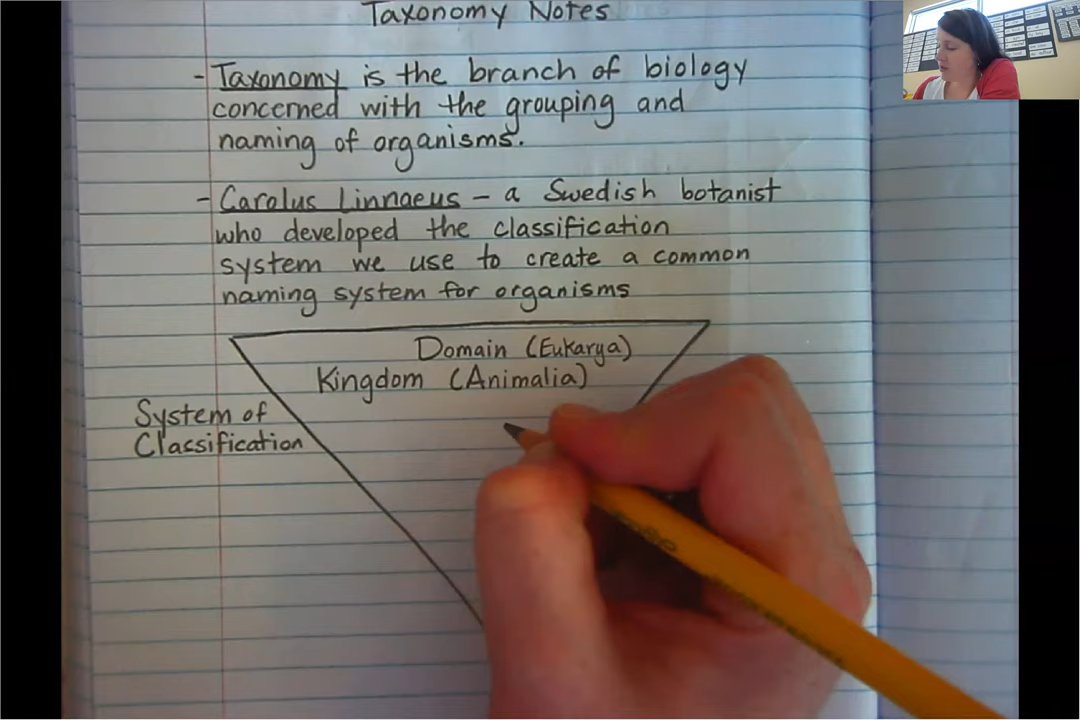 Taxonomy Notes
- Taxonomy is the branch of biology
concerned with the grouping and
naming of organisms.
- Carolus Linnaeus - a Swedish botanist
who developed the classification
system we use to create a common
naming system for organisms
Domain (Eukarya)
Kingdom (Animalia)
System of
Classification